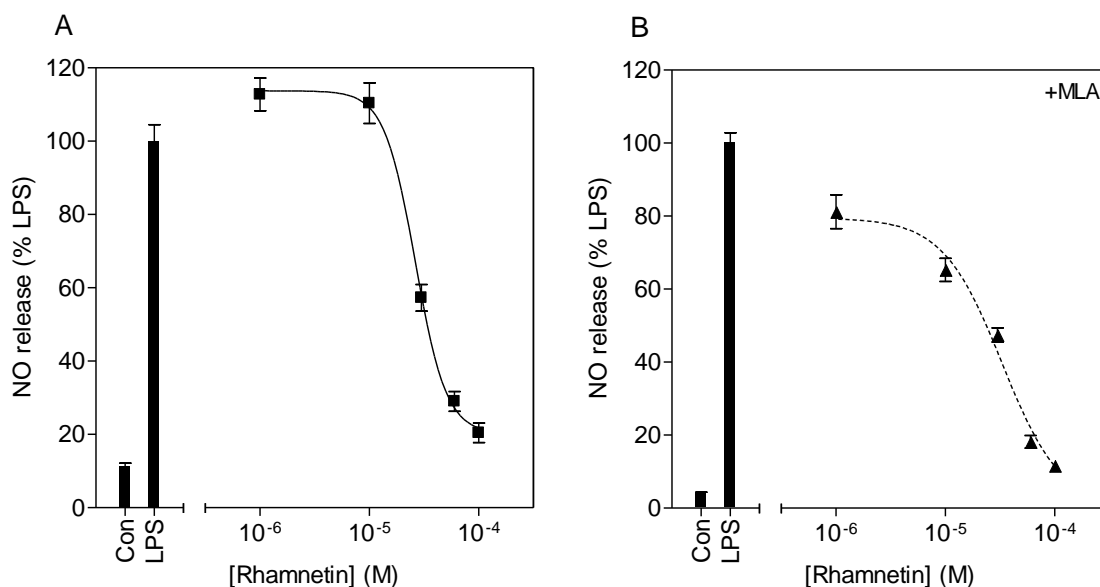 A
NO release (% LPS)
120
100
80
60
40
20
0
Con
LPS
10-6
10-5
10-4
[Rhamnetin] (M)
B
+MLA
NO release (% LPS)
120
100
80
60
40
20
0
Con
LPS
10-6
10-5
10-4
[Rhamnetin] (M)